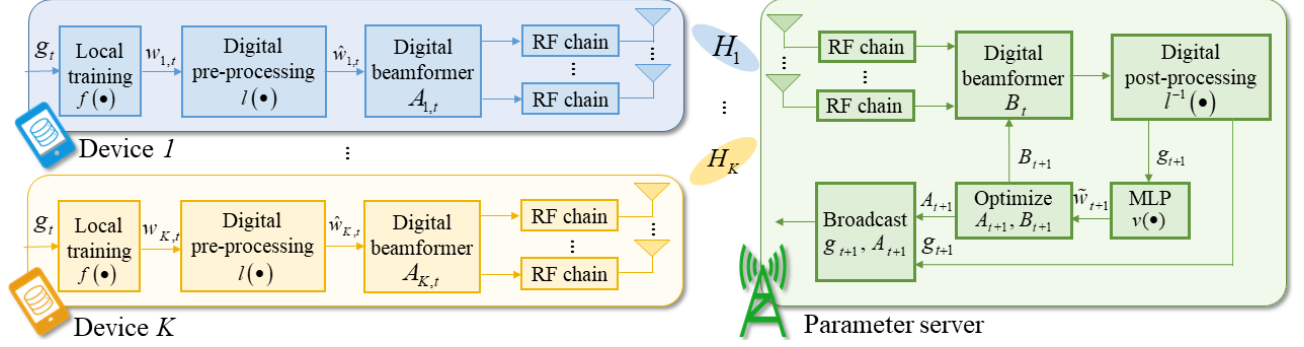 g_t
Local
training
f(•)
w_{1,t}
Digital
pre-processing
l(•)
ŵ_{1,t}
Digital
beamformer
A_{1,t}
RF chain
⋮
RF chain
⋮
Device 1
⋮
g_t
Local
training
f(•)
w_{K,t}
Digital
pre-processing
l(•)
ŵ_{K,t}
Digital
beamformer
A_{K,t}
RF chain
⋮
RF chain
⋮
Device K
H_1
⋮
H_K
⋮
RF chain
⋮
RF chain
Digital
beamformer
B_t
Digital
post-processing
l^{-1}(•)
B_{t+1}
g_{t+1}
Broadcast
g_{t+1}, A_{t+1}
A_{t+1}
g_{t+1}
Optimize
A_{t+1}, B_{t+1}
w̃_{t+1}
MLP
v(•)
Parameter server